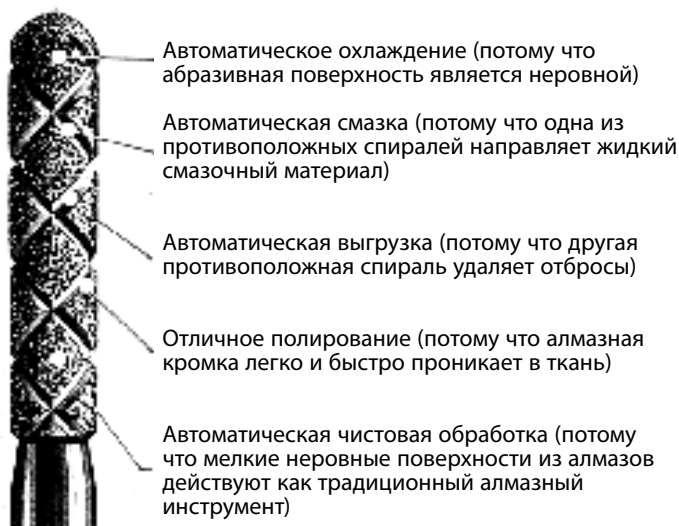 Автоматическое охлаждение (потому что
абразивная поверхность является неровной)
Автоматическая смазка (потому что одна из
противоположных спиралей направляет жидкий
смазочный материал)
Автоматическая выгрузка (потому что другая
противоположная спираль удаляет отбросы)
Отличное полирование (потому что алмазная
кромка легко и быстро проникает в ткань)
Автоматическая чистовая обработка (потому
что мелкие неровные поверхности из алмазов
действуют как традиционный алмазный
инструмент)